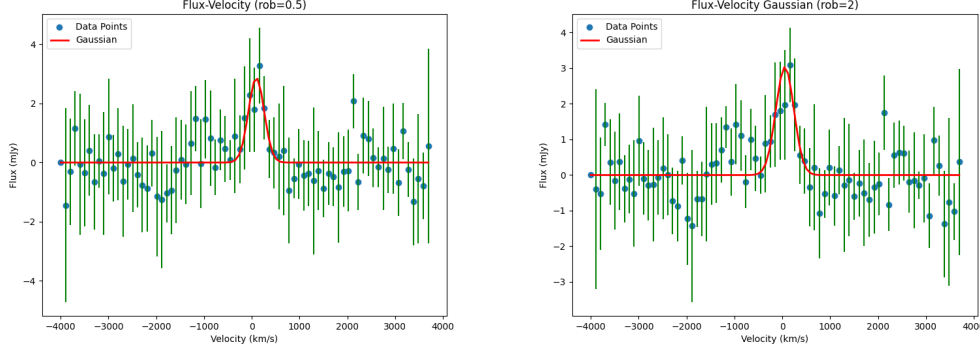 Flux-Velocity (rob=0.5)
Data Points
Gaussian
4
2
0
−2
−4
Flux (mJy)
−4000 −3000 −2000 −1000 0 1000 2000 3000 4000
Velocity (km/s)
Flux-Velocity Gaussian (rob=2)
Data Points
Gaussian
4
3
2
1
0
−1
−2
−3
Flux (mJy)
−4000 −3000 −2000 −1000 0 1000 2000 3000 400
Velocity (km/s)